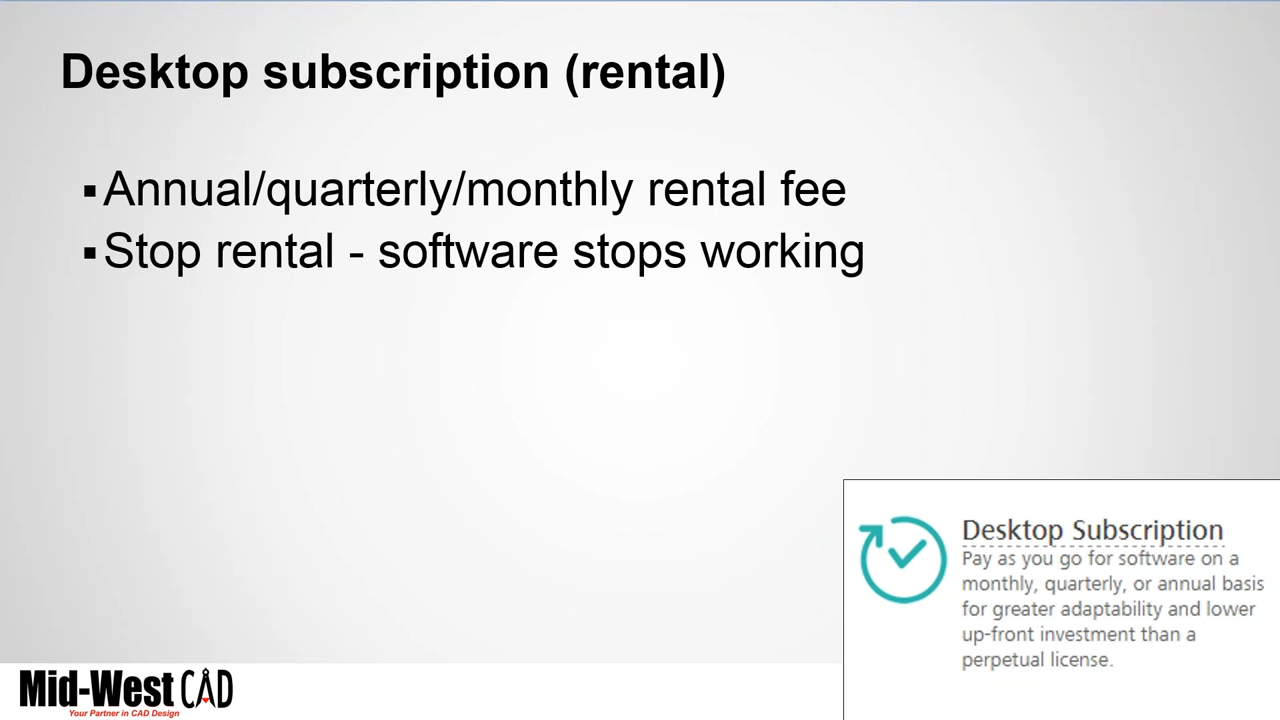 Desktop subscription (rental)
▪Annual/quarterly/monthly rental fee
▪Stop rental - software stops working
Desktop Subscription
Pay as you go for software on a
monthly, quarterly, or annual basis
for greater adaptability and lower
up-front investment than a
perpetual license.
Mid-West CAD
Your Partner in CAD Design